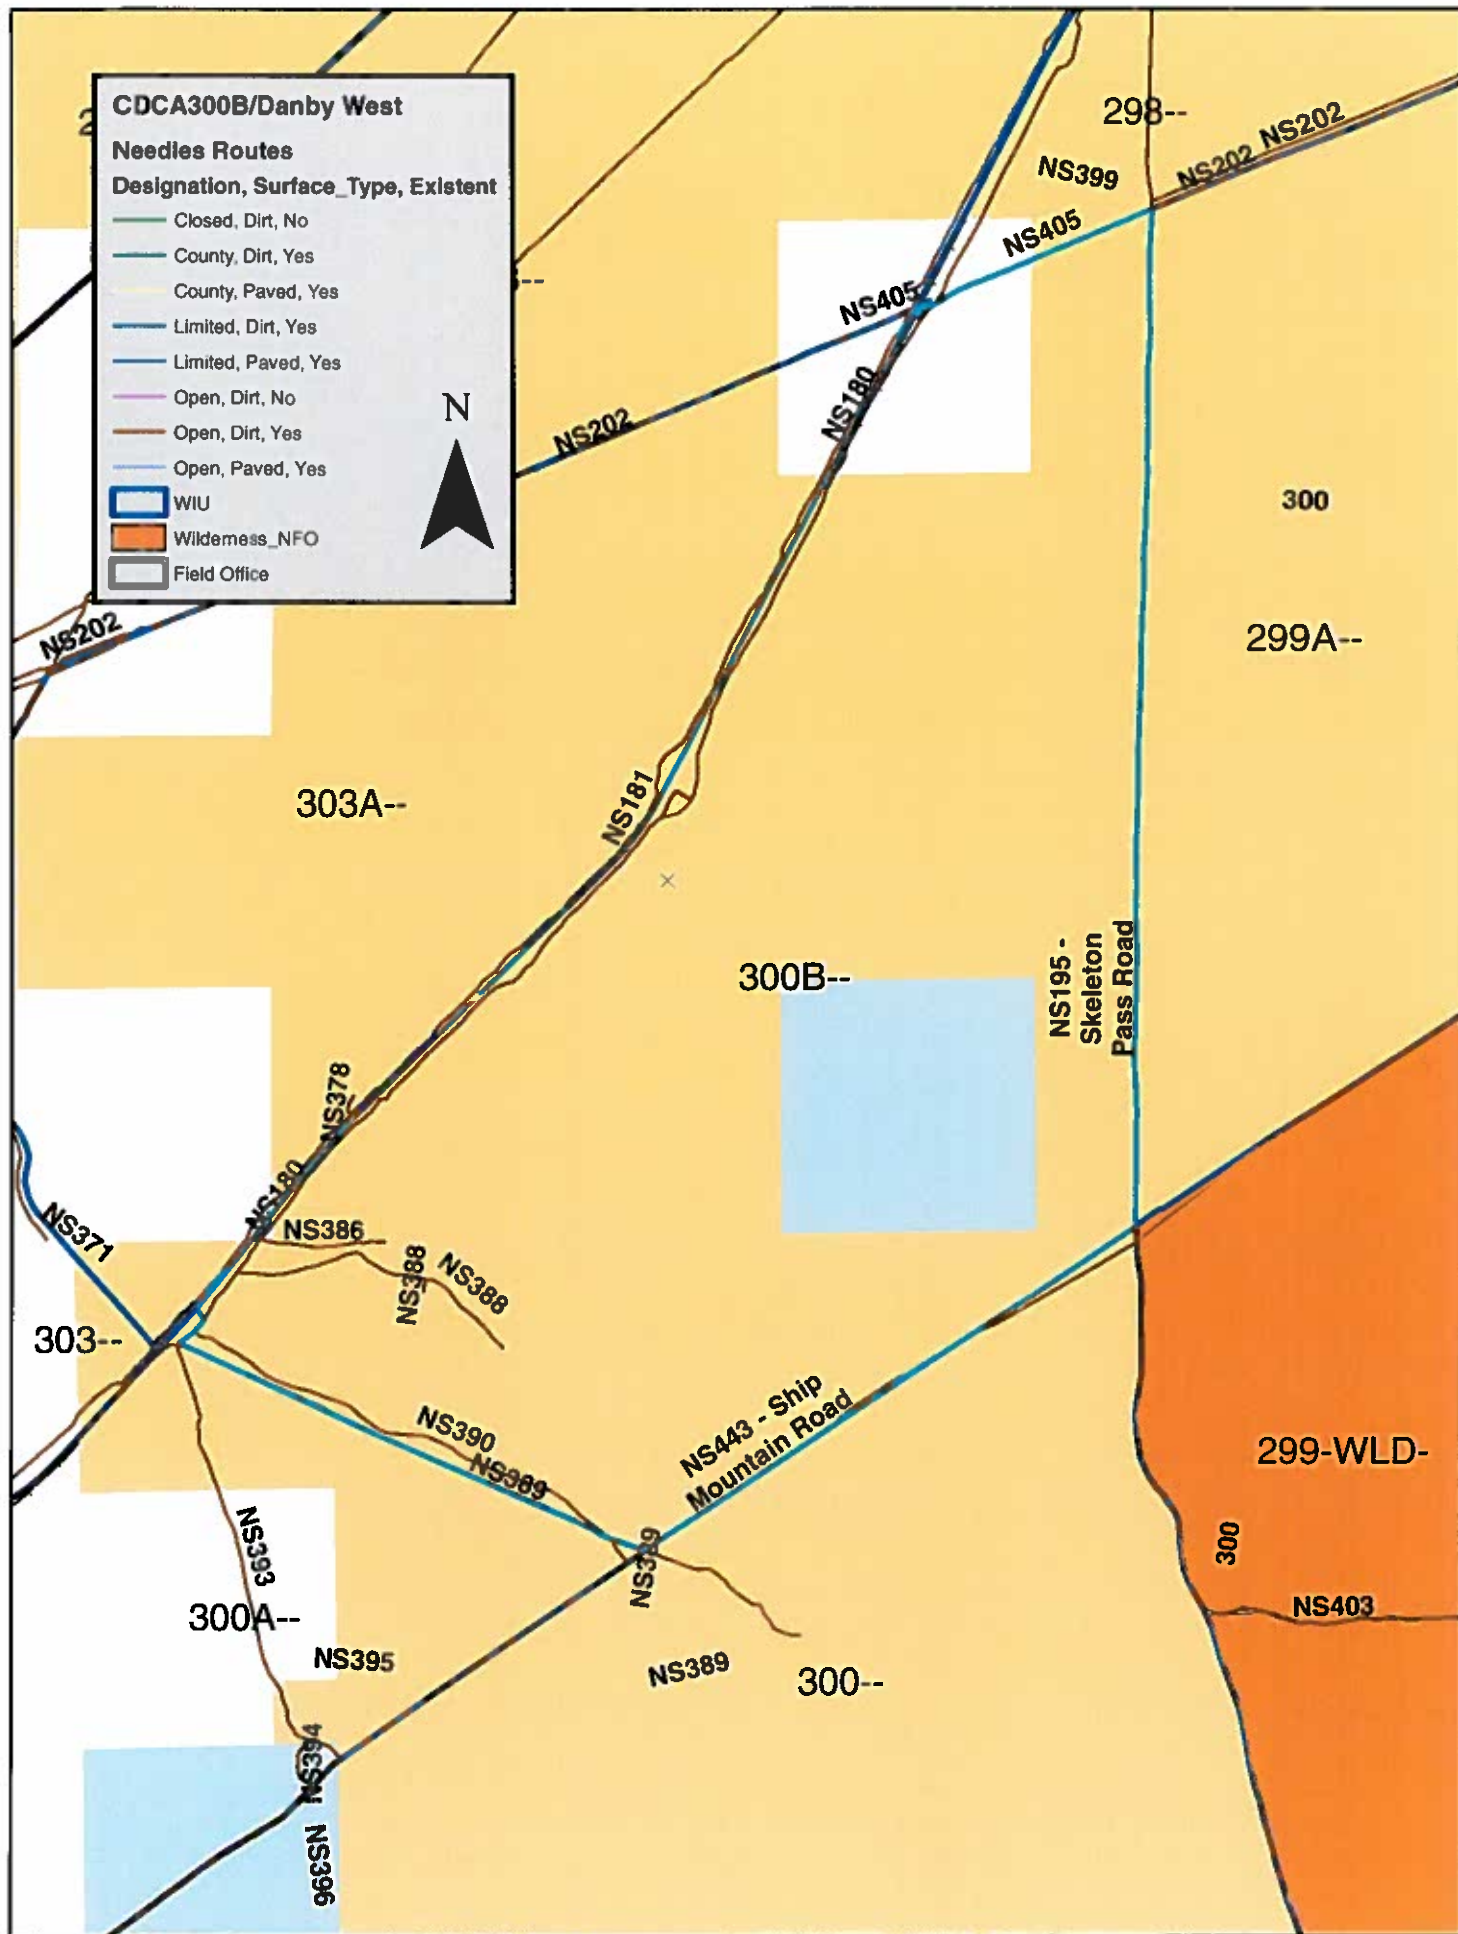 CDCA300B/Danby West
Needles Routes
Designation, Surface_Type, Existent
Closed, Dirt, No
County, Dirt, Yes
County, Paved, Yes
Limited, Dirt, Yes
Limited, Paved, Yes
Open, Dirt, No
Open, Dirt, Yes
Open, Paved, Yes
WIU
Wilderness_NFO
Field Office
N
298--
NS202
NS202
NS399
NS405
NS405
NS180
NS202
300
NS202
299A--
303A--
NS181
300B--
NS195 -
Skeleton
Pass Road
NS378
NS180
NS371
NS386
NS388
NS388
303--
NS390
NS389
NS443 - Ship
Mountain Road
299-WLD-
NS393
300
NS389
300A--
NS403
NS395
NS389
300--
NS394
NS396